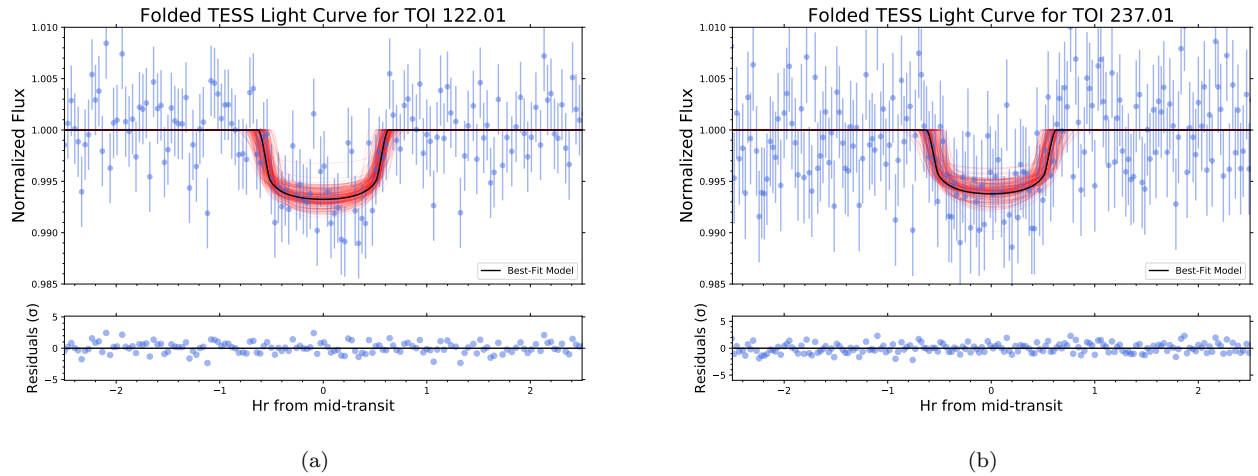 Folded TESS Light Curve for TOI 122.01
1.010
1.005
1.000
0.995
0.990
0.985
Normalized Flux
Best-Fit Model
5
0
−5
Residuals (σ)
−2
−1
0
1
2
Hr from mid-transit
(a)
Folded TESS Light Curve for TOI 237.01
1.010
1.005
1.000
0.995
0.990
0.985
Normalized Flux
Best-Fit Model
5
0
−5
Residuals (σ)
−2
−1
0
1
2
Hr from mid-transit
(b)